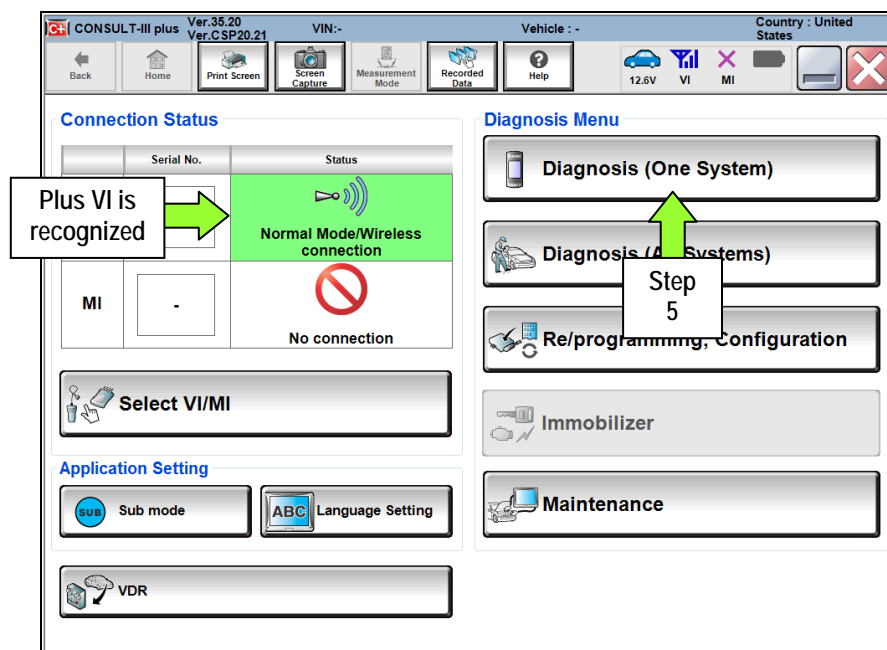 C+ CONSULT-III plus Ver.35.20 VIN:- Vehicle : - Country : United
Ver.CSP20.21 States
Back Home Print Screen Screen Capture Measurement Mode Recorded Data Help 12.6V VI MI
Connection Status
Serial No. Status
Plus VI is
recognized
Normal Mode/Wireless
connection
MI - No connection
Select VI/MI
Application Setting
SUB Sub mode
ABC Language Setting
VDR
Diagnosis Menu
Diagnosis (One System)
Diagnosis (A Systems)
Step
5
Re/programming, Configuration
Immobilizer
Maintenance